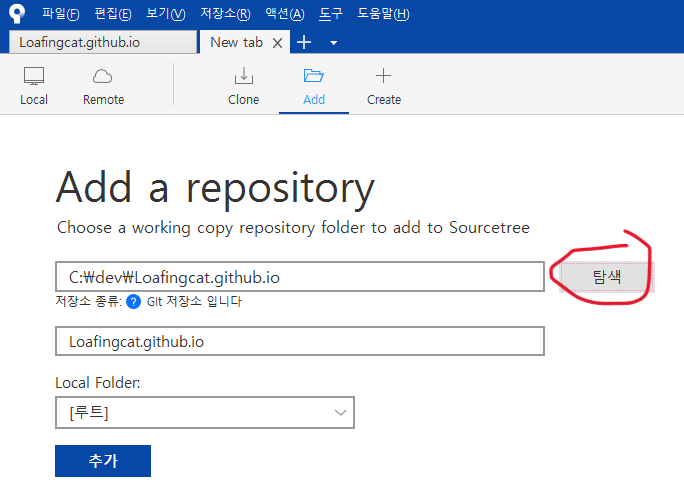 파일(F) 편집(E) 보기(V) 저장소(R) 액션(A) 도구 도움말(H)
Loafingcat.github.io New tab
Local Remote Clone Add Create
Add a repository
Choose a working copy repository folder to add to Sourcetree
C:₩dev₩Loafingcat.github.io 탐색
저장소 종류: ? Git 저장소 입니다
Loafingcat.github.io
Local Folder:
[루트]
추가